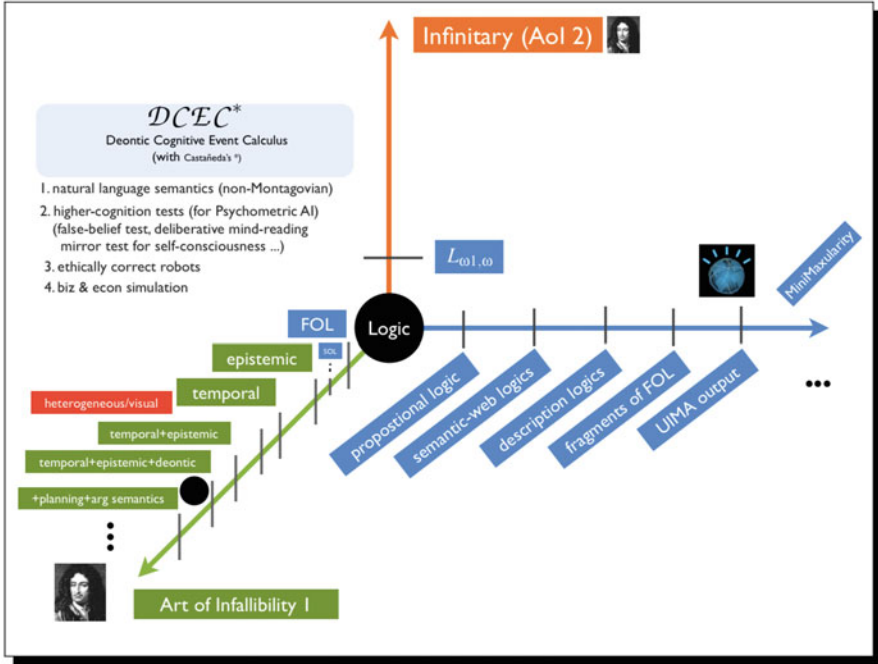 Infinitary (AoI 2)
DCEC*
Deontic Cognitive Event Calculus
(with Castañeda's *)
1. natural language semantics (non-Montagovian)
2. higher-cognition tests (for Psychometric AI)
(false-belief test, deliberative mind-reading
mirror test for self-consciousness ...)
3. ethically correct robots
4. biz & econ simulation
Lω1,ω
MiniMaxularity
FOL
Logic
SOL
epistemic
temporal
heterogeneous/visual
temporal+epistemic
temporal+epistemic+deontic
+planning+arg semantics
propostional logic
semantic-web logics
description logics
fragments of FOL
UIMA output
...
Art of Infallibility 1